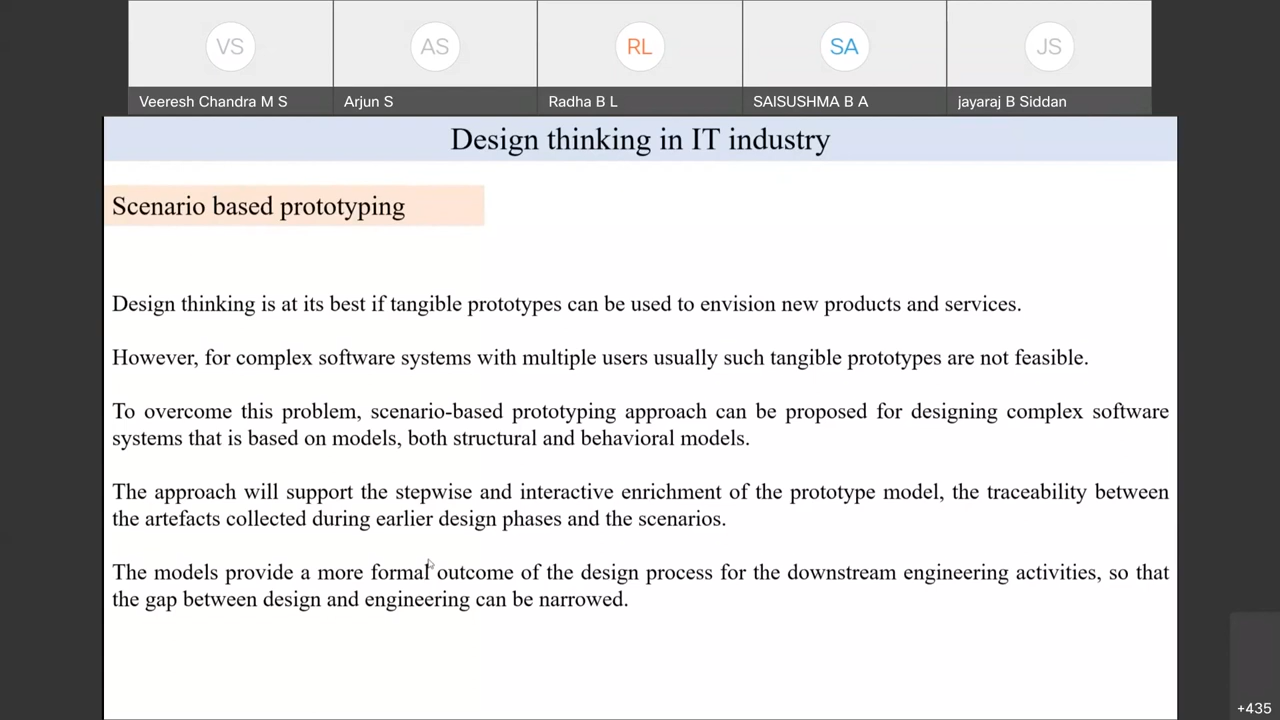 VS AS RL SA JS
Veeresh Chandra M S Arjun S Radha B L SAISUSHMA B A jayaraj B Siddan
Design thinking in IT industry
Scenario based prototyping
Design thinking is at its best if tangible prototypes can be used to envision new products and services.
However, for complex software systems with multiple users usually such tangible prototypes are not feasible.
To overcome this problem, scenario-based prototyping approach can be proposed for designing complex software
systems that is based on models, both structural and behavioral models.
The approach will support the stepwise and interactive enrichment of the prototype model, the traceability between
the artefacts collected during earlier design phases and the scenarios.
The models provide a more formal outcome of the design process for the downstream engineering activities, so that
the gap between design and engineering can be narrowed.
+435